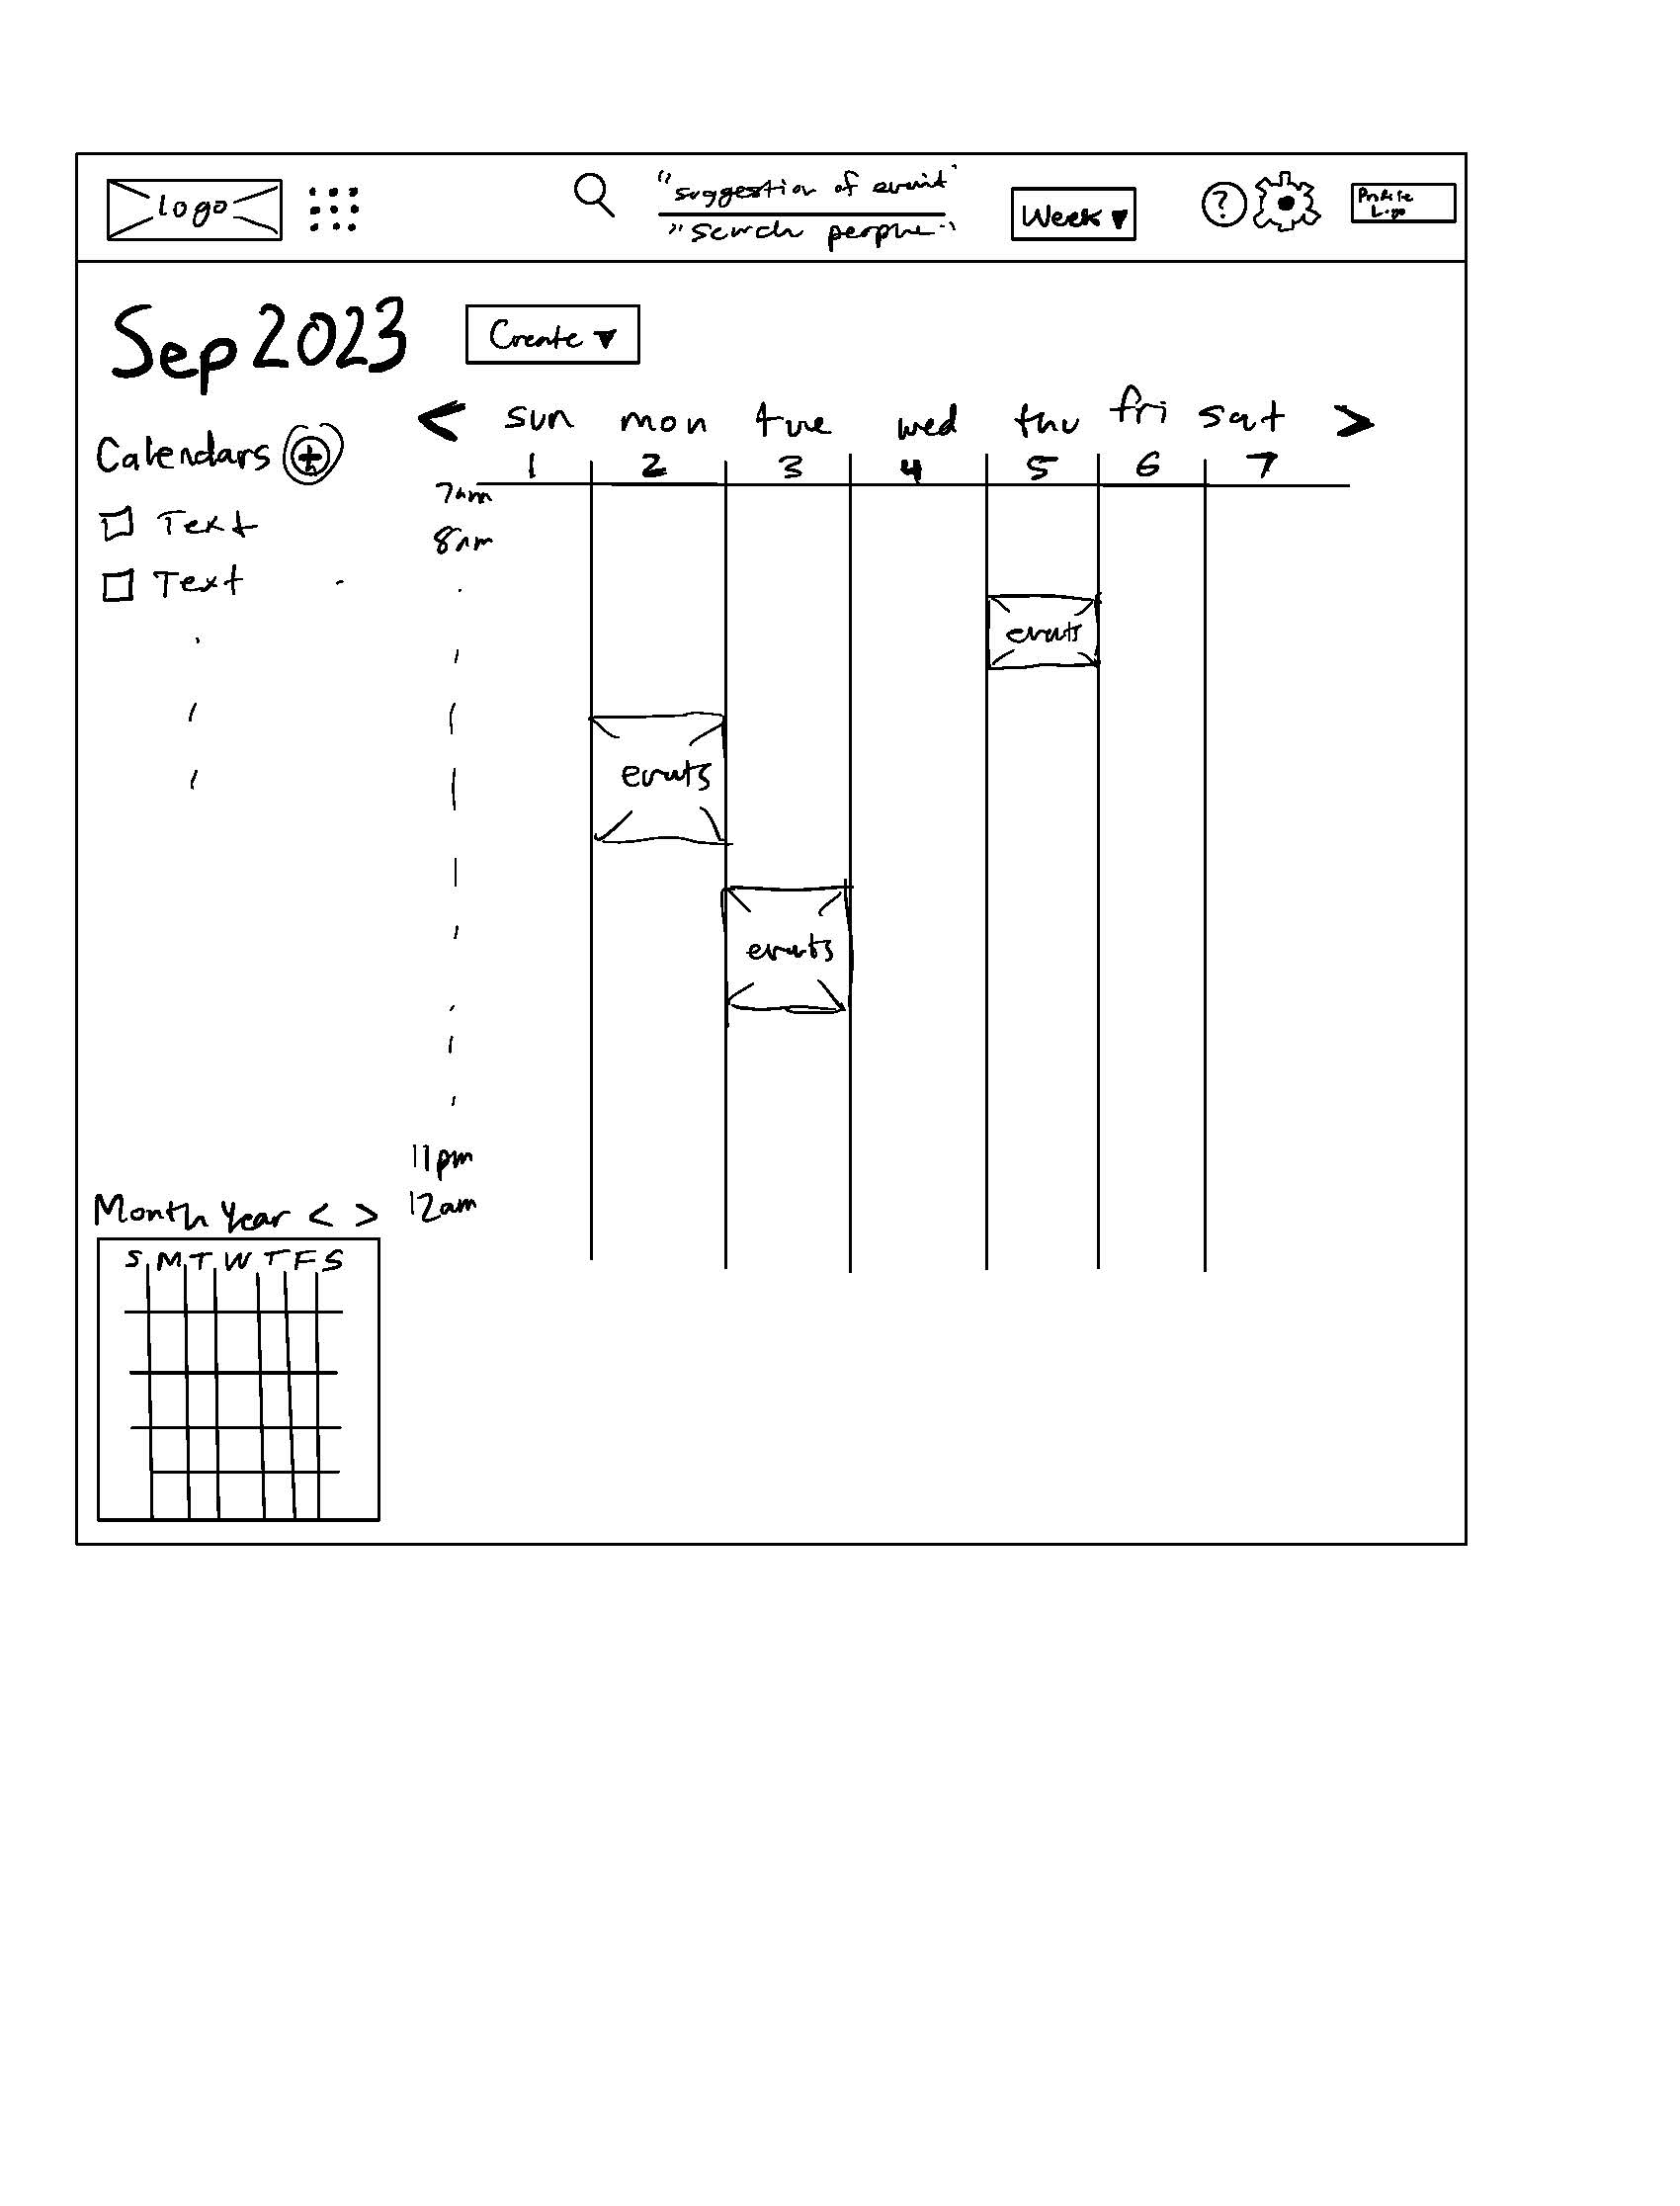 logo
"suggestion of event"
"search people"
Week
?
Profile
Logo
Sep 2023
Create
Calendars +
Text
Text
< sun mon tue wed thu fri sat >
1 2 3 4 5 6 7
7am
8am
events
events
events
11pm
12am
Month Year < >
S M T W T F S